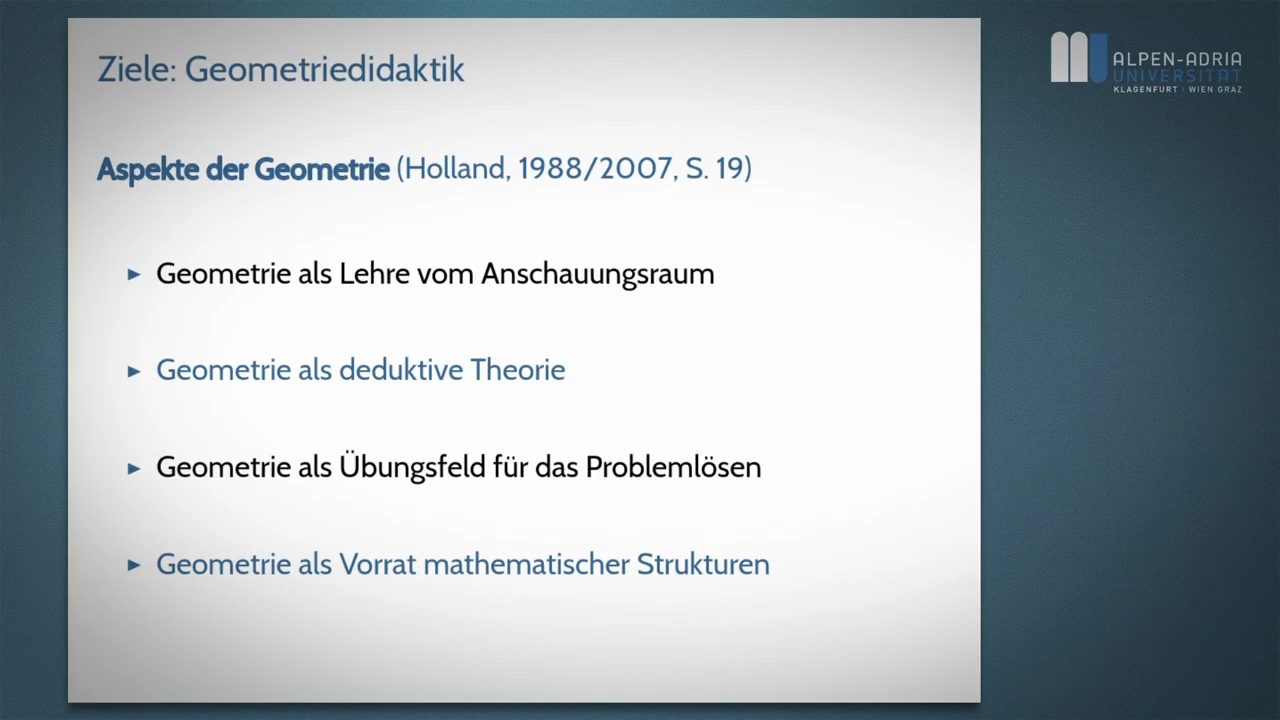 Ziele: Geometriedidaktik
Aspekte der Geometrie (Holland, 1988/2007, S. 19)
► Geometrie als Lehre vom Anschauungsraum
► Geometrie als deduktive Theorie
► Geometrie als Übungsfeld für das Problemlösen
► Geometrie als Vorrat mathematischer Strukturen
ALPEN-ADRIA
UNIVERSITÄT
KLAGENFURT | WIEN GRAZ